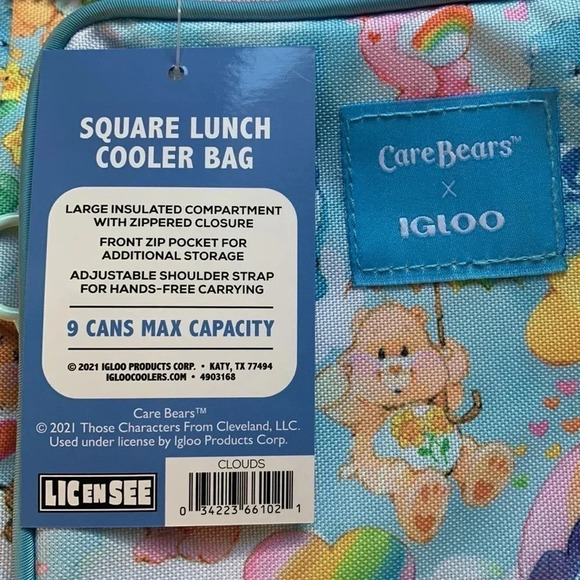 SQUARE LUNCH
COOLER BAG
LARGE INSULATED COMPARTMENT
WITH ZIPPERED CLOSURE
FRONT ZIP POCKET FOR
ADDITIONAL STORAGE
ADJUSTABLE SHOULDER STRAP
FOR HANDS-FREE CARRYING
9 CANS MAX CAPACITY
© 2021 IGLOO PRODUCTS CORP. • KATY, TX 77494
IGLOOCOOLERS.COM • 4903168
Care Bears™
© 2021 Those Characters From Cleveland, LLC.
Used under license by Igloo Products Corp.
LICENSEE
CLOUDS
0 34223 66102 1
Care Bears™
X
IGLOO